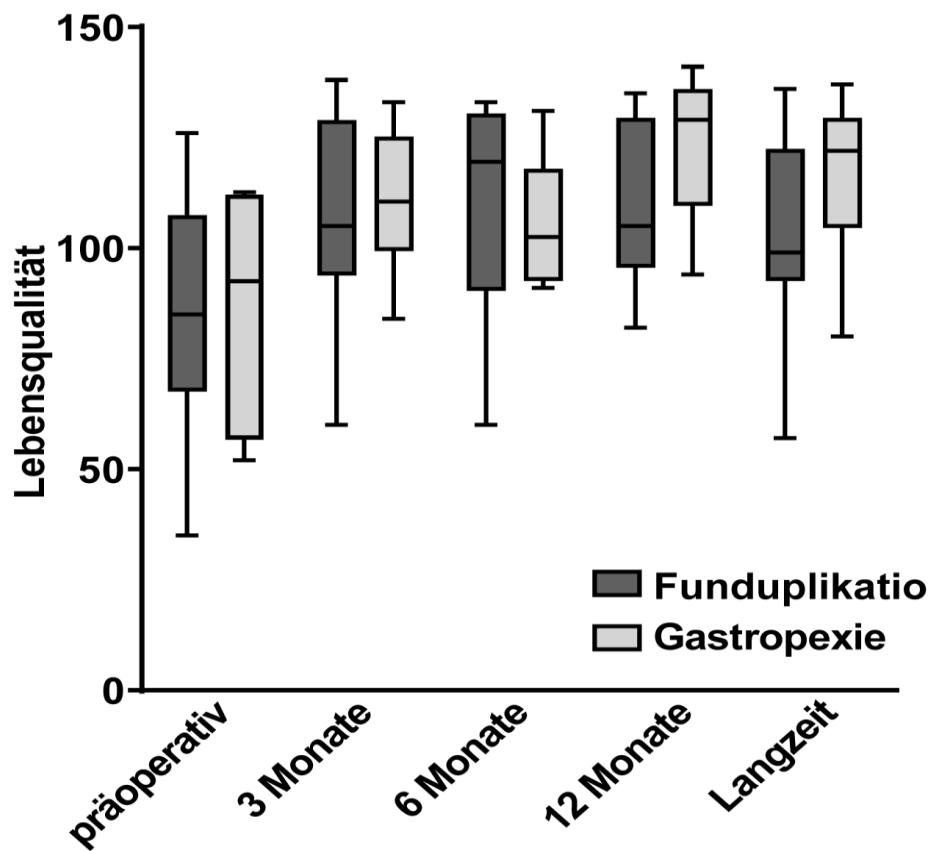 150
100
50
0
Lebensqualität
Funduplikatio
Gastropexie
präoperativ
3 Monate
6 Monate
12 Monate
Langzeit